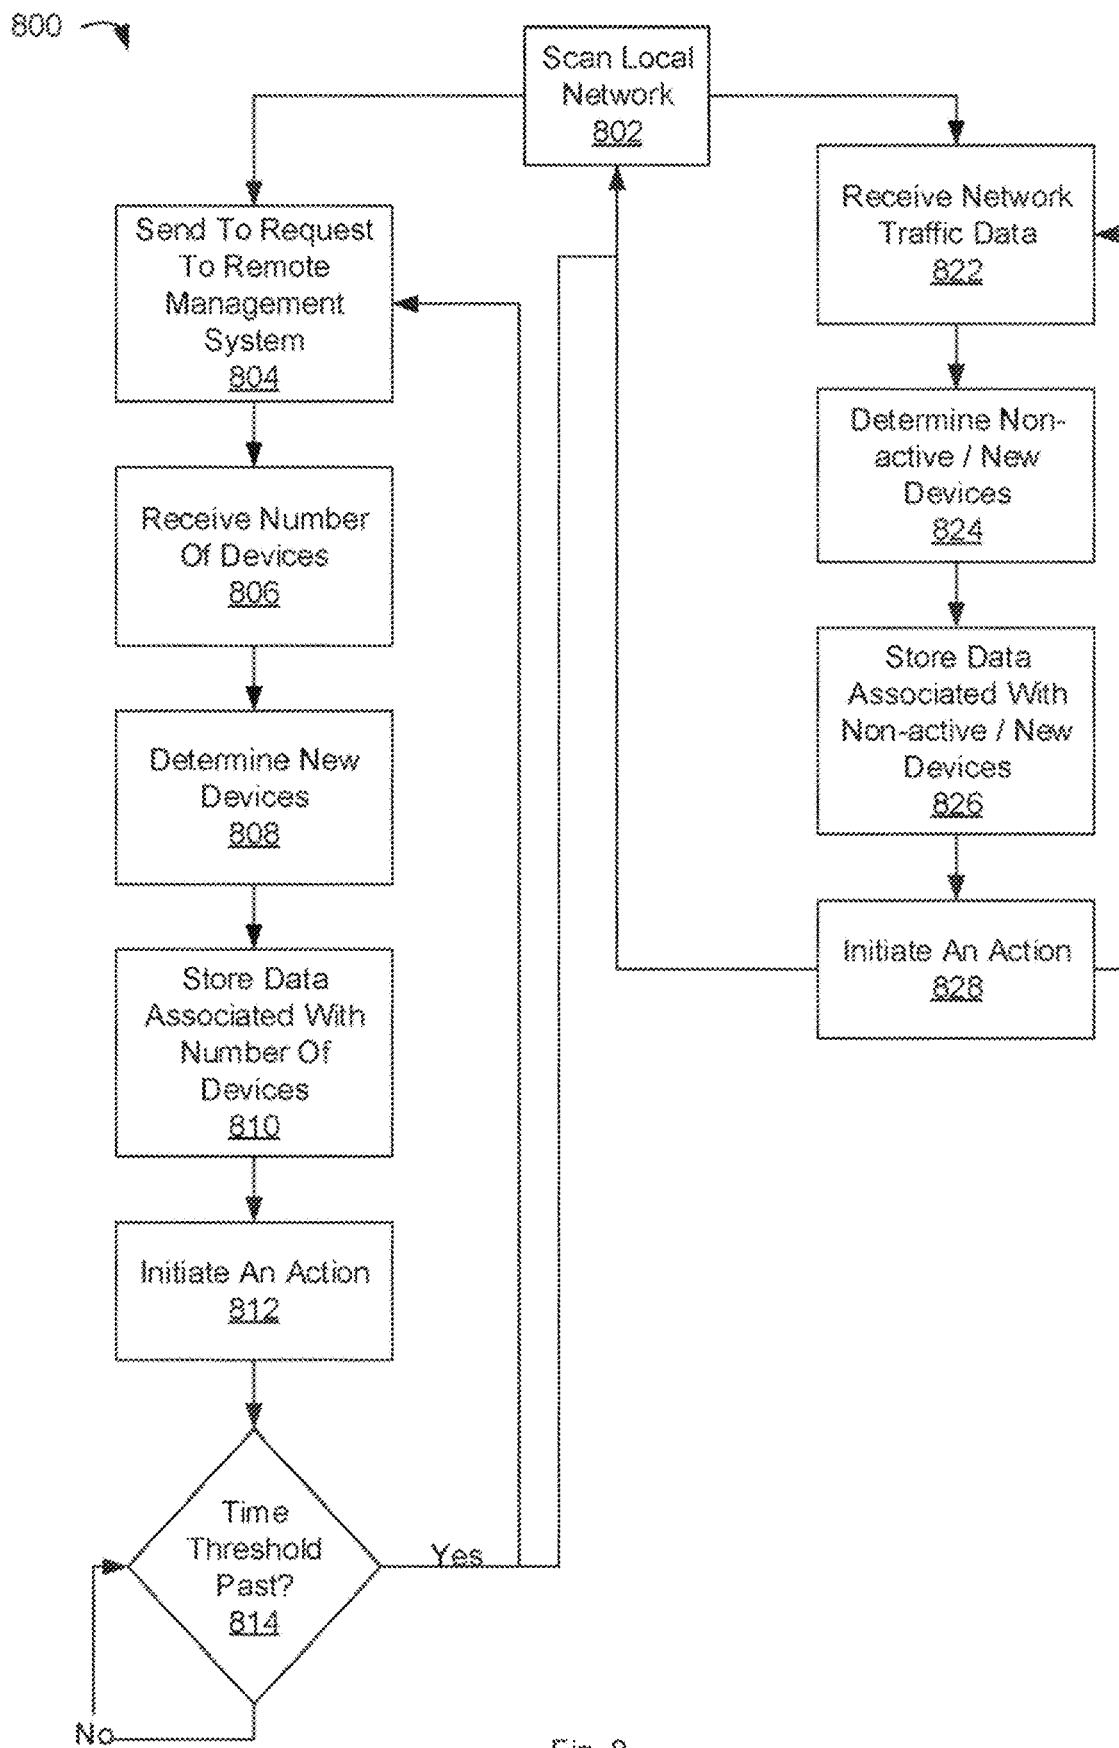 800
Scan Local
Network
802
Send To Request
To Remote
Management
System
804
Receive Number
Of Devices
806
Determine New
Devices
808
Store Data
Associated With
Number Of
Devices
810
Initiate An Action
812
Time
Threshold
Past?
814
Yes
No
Receive Network
Traffic Data
822
Determine Non-
active / New
Devices
824
Store Data
Associated With
Non-active / New
Devices
826
Initiate An Action
828